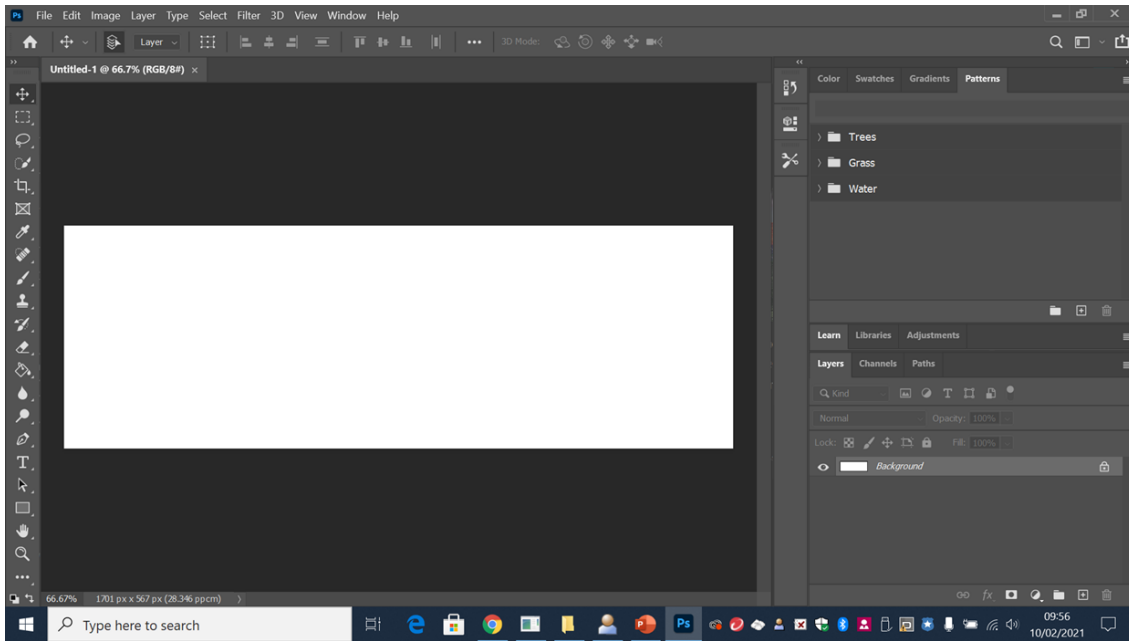 Ps File Edit Image Layer Type Select Filter 3D View Window Help
Layer 3D Mode:
Untitled-1 @ 66.7% (RGB/8#) ×
Color Swatches Gradients Patterns
Trees
Grass
Water
Learn Libraries Adjustments
Layers Channels Paths
Kind
Normal Opacity: 100%
Lock: Fill: 100%
Background
66.67% 1701 px x 567 px (28.346 ppcm)
Type here to search
Ps
09:56
10/02/2021